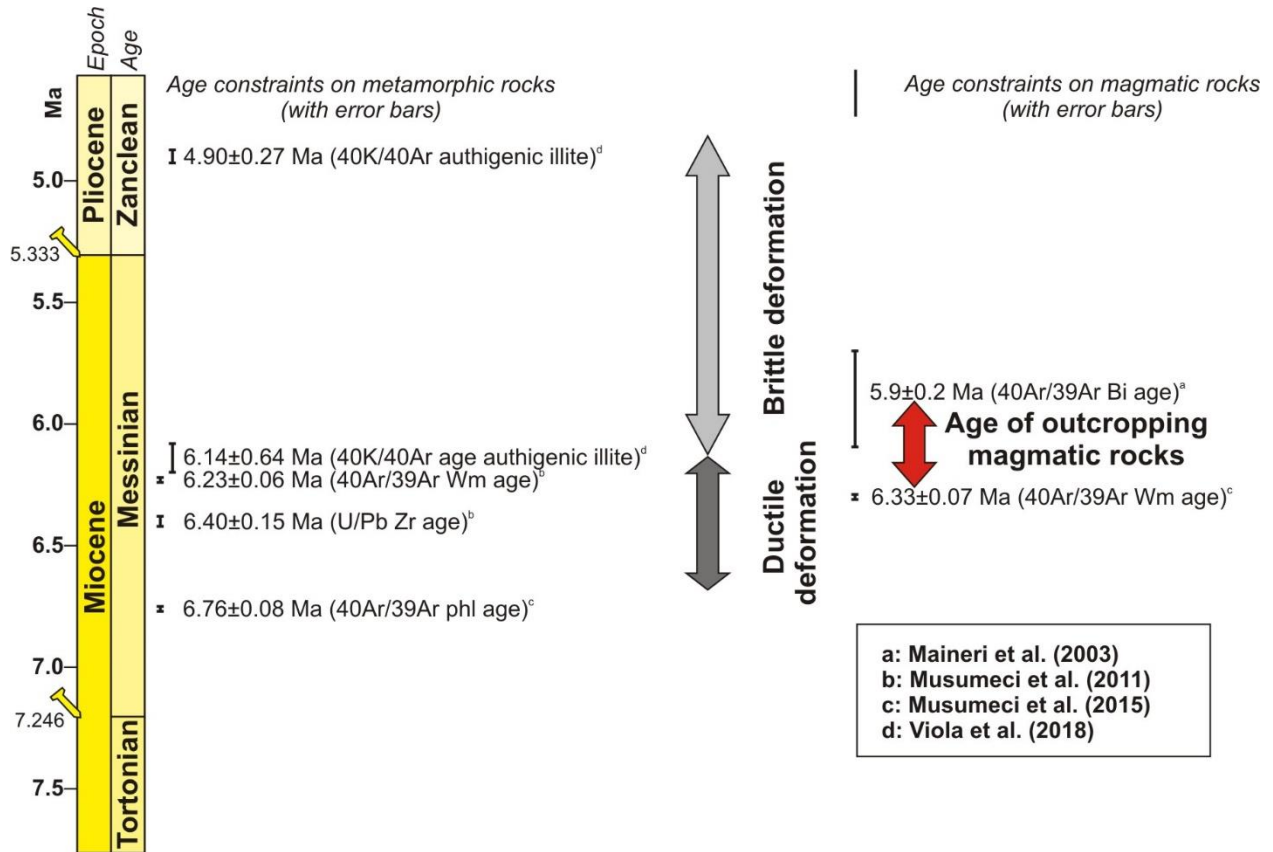 Epoch
Age
Ma
Age constraints on metamorphic rocks
(with error bars)
Age constraints on magmatic rocks
(with error bars)
Pliocene
Zanclean
4.90±0.27 Ma (40K/40Ar authigenic illite)d
5.0
5.333
5.5
Brittle deformation
Miocene
Messinian
5.9±0.2 Ma (40Ar/39Ar Bi age)a
6.0
Age of outcropping
magmatic rocks
6.14±0.64 Ma (40K/40Ar age authigenic illite)d
6.23±0.06 Ma (40Ar/39Ar Wm age)b
6.33±0.07 Ma (40Ar/39Ar Wm age)c
6.40±0.15 Ma (U/Pb Zr age)b
6.5
Ductile
deformation
6.76±0.08 Ma (40Ar/39Ar phl age)c
7.0
7.246
Tortonian
7.5
a: Maineri et al. (2003)
b: Musumeci et al. (2011)
c: Musumeci et al. (2015)
d: Viola et al. (2018)